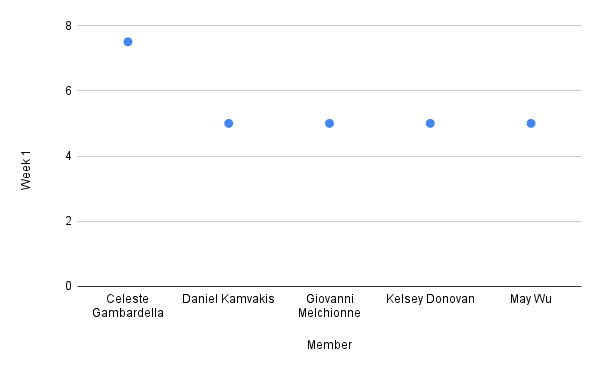 8
6
4
2
0
Week 1
Celeste
Gambardella
Daniel Kamvakis
Giovanni
Melchionne
Kelsey Donovan
May Wu
Member